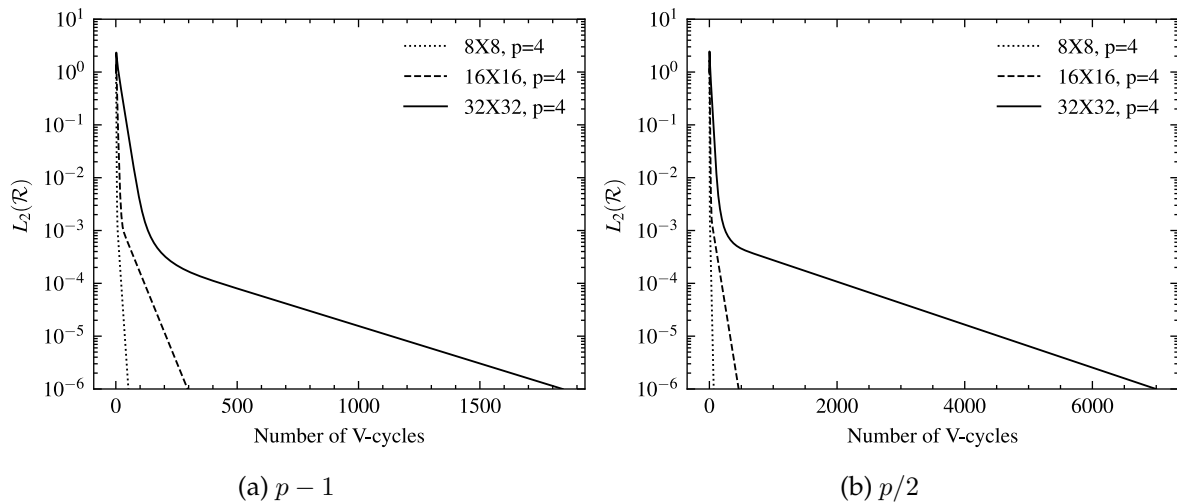 10^1
10^0
10^{-1}
10^{-2}
10^{-3}
10^{-4}
10^{-5}
10^{-6}
L_2(\mathcal{R})
8X8, p=4
16X16, p=4
32X32, p=4
0 500 1000 1500
Number of V-cycles
(a) p − 1
10^1
10^0
10^{-1}
10^{-2}
10^{-3}
10^{-4}
10^{-5}
10^{-6}
L_2(\mathcal{R})
8X8, p=4
16X16, p=4
32X32, p=4
0 2000 4000 6000
Number of V-cycles
(b) p/2